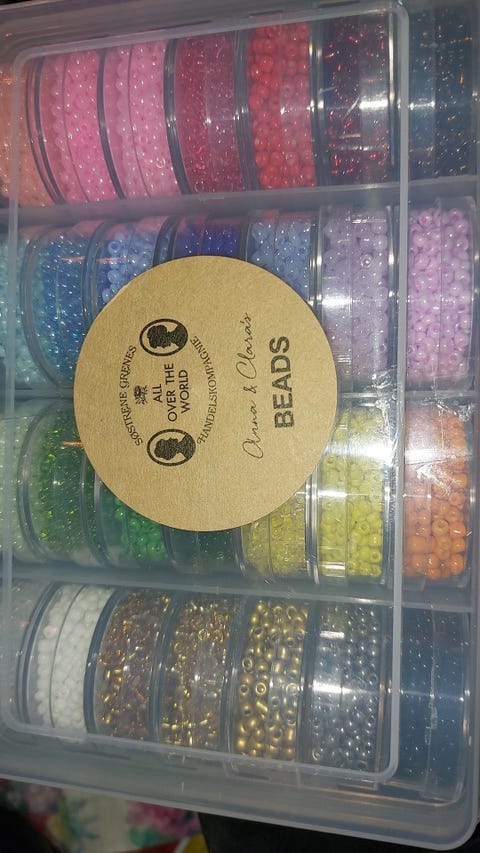 SØSTRENE GRENES
ALL
OVER THE
WORLD
HANDELSKOMPAGNIE
Anna & Clara's
BEADS